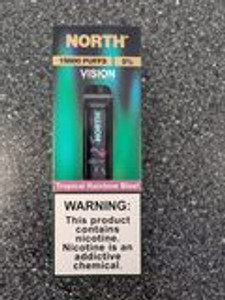 NORTH
15000 PUFFS 5%
VISION
NORTH
Tropical Rainbow Blast
WARNING:
This product
contains
nicotine.
Nicotine is an
addictive
chemical.